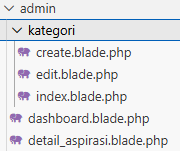 admin
kategori
create.blade.php
edit.blade.php
index.blade.php
dashboard.blade.php
detail_aspirasi.blade.php